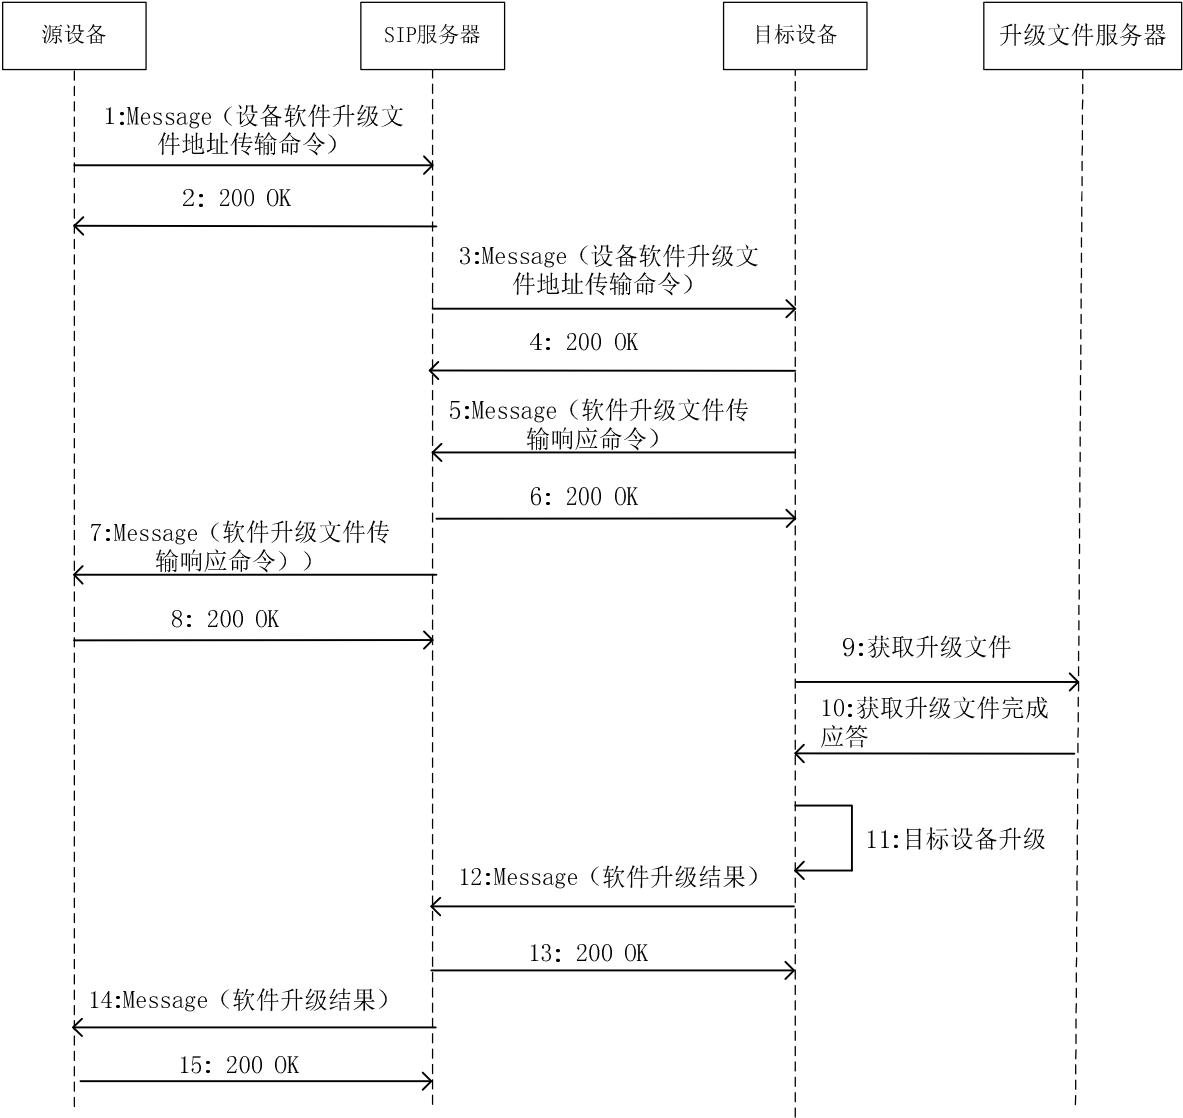 源设备
SIP服务器
目标设备
升级文件服务器
1:Message（设备软件升级文
件地址传输命令）
2: 200 OK
3:Message（设备软件升级文
件地址传输命令）
4: 200 OK
5:Message（软件升级文件传
输响应命令）
6: 200 OK
7:Message（软件升级文件传
输响应命令））
8: 200 OK
9:获取升级文件
10:获取升级文件完成
应答
11:目标设备升级
12:Message（软件升级结果）
13: 200 OK
14:Message（软件升级结果）
15: 200 OK